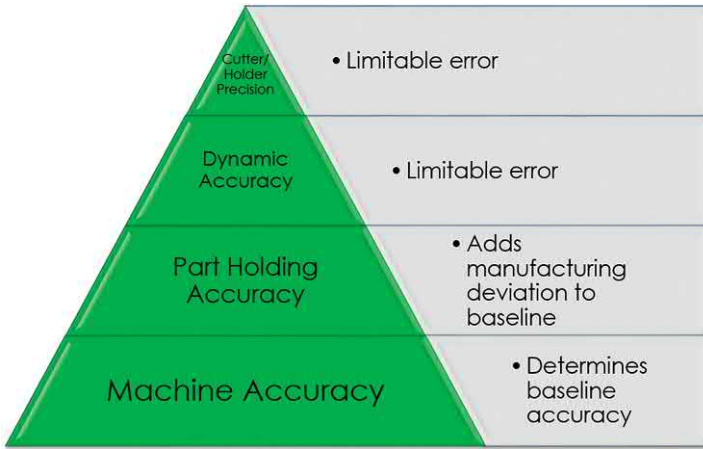 Cutter/
Holder
Precision
• Limitable error
Dynamic
Accuracy
• Limitable error
Part Holding
Accuracy
• Adds
manufacturing
deviation to
baseline
Machine Accuracy
• Determines
baseline
accuracy